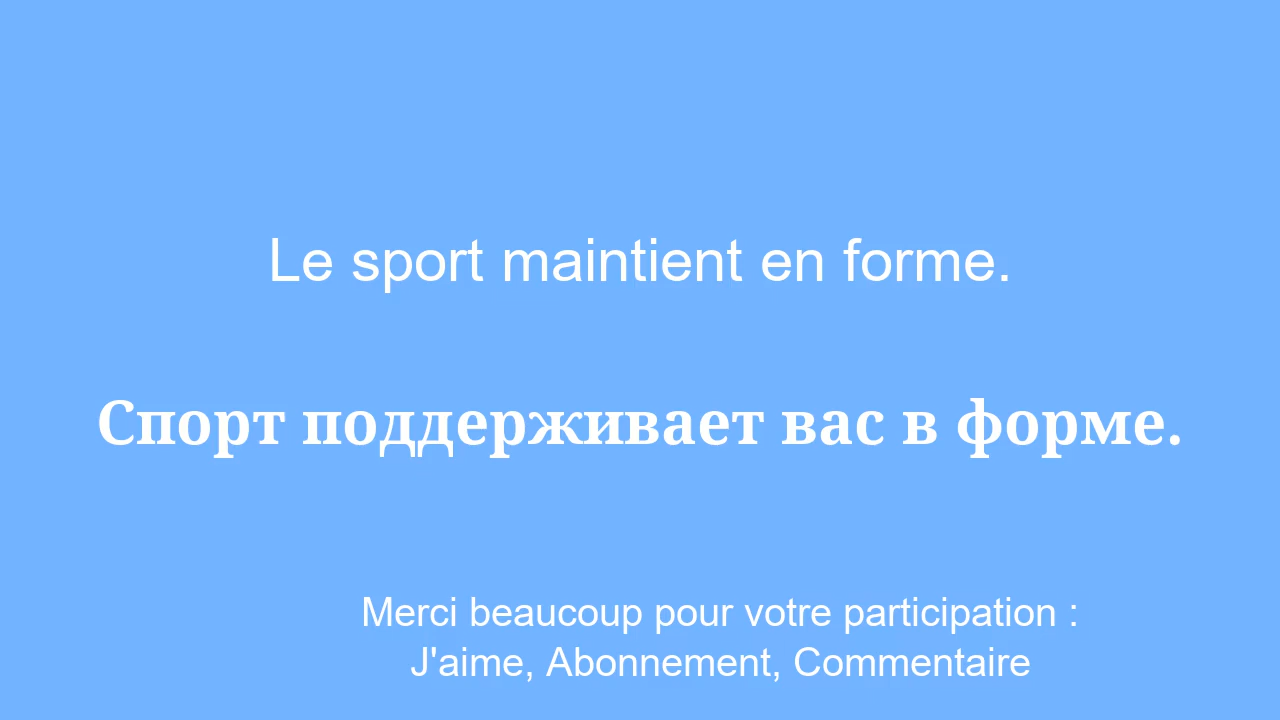 Le sport maintient en forme.
Спорт поддерживает вас в форме.
Merci beaucoup pour votre participation :
J'aime, Abonnement, Commentaire